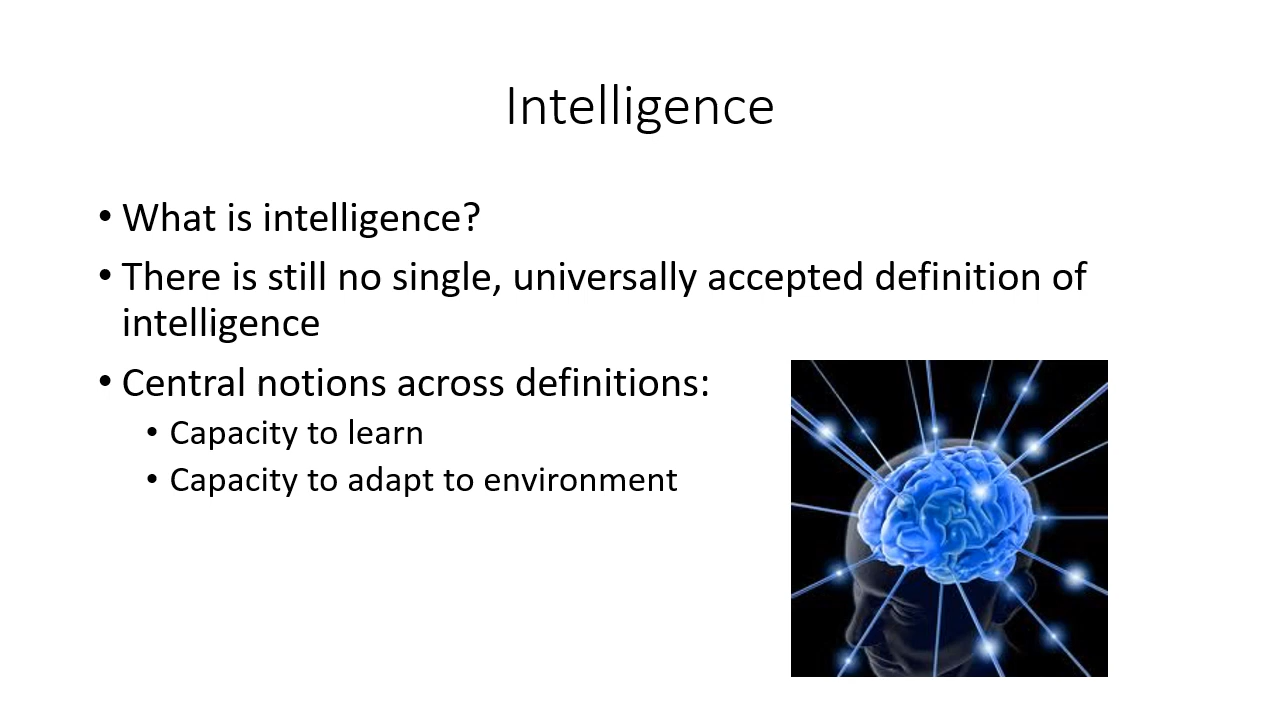 Intelligence
• What is intelligence?
• There is still no single, universally accepted definition of
intelligence
• Central notions across definitions:
• Capacity to learn
• Capacity to adapt to environment